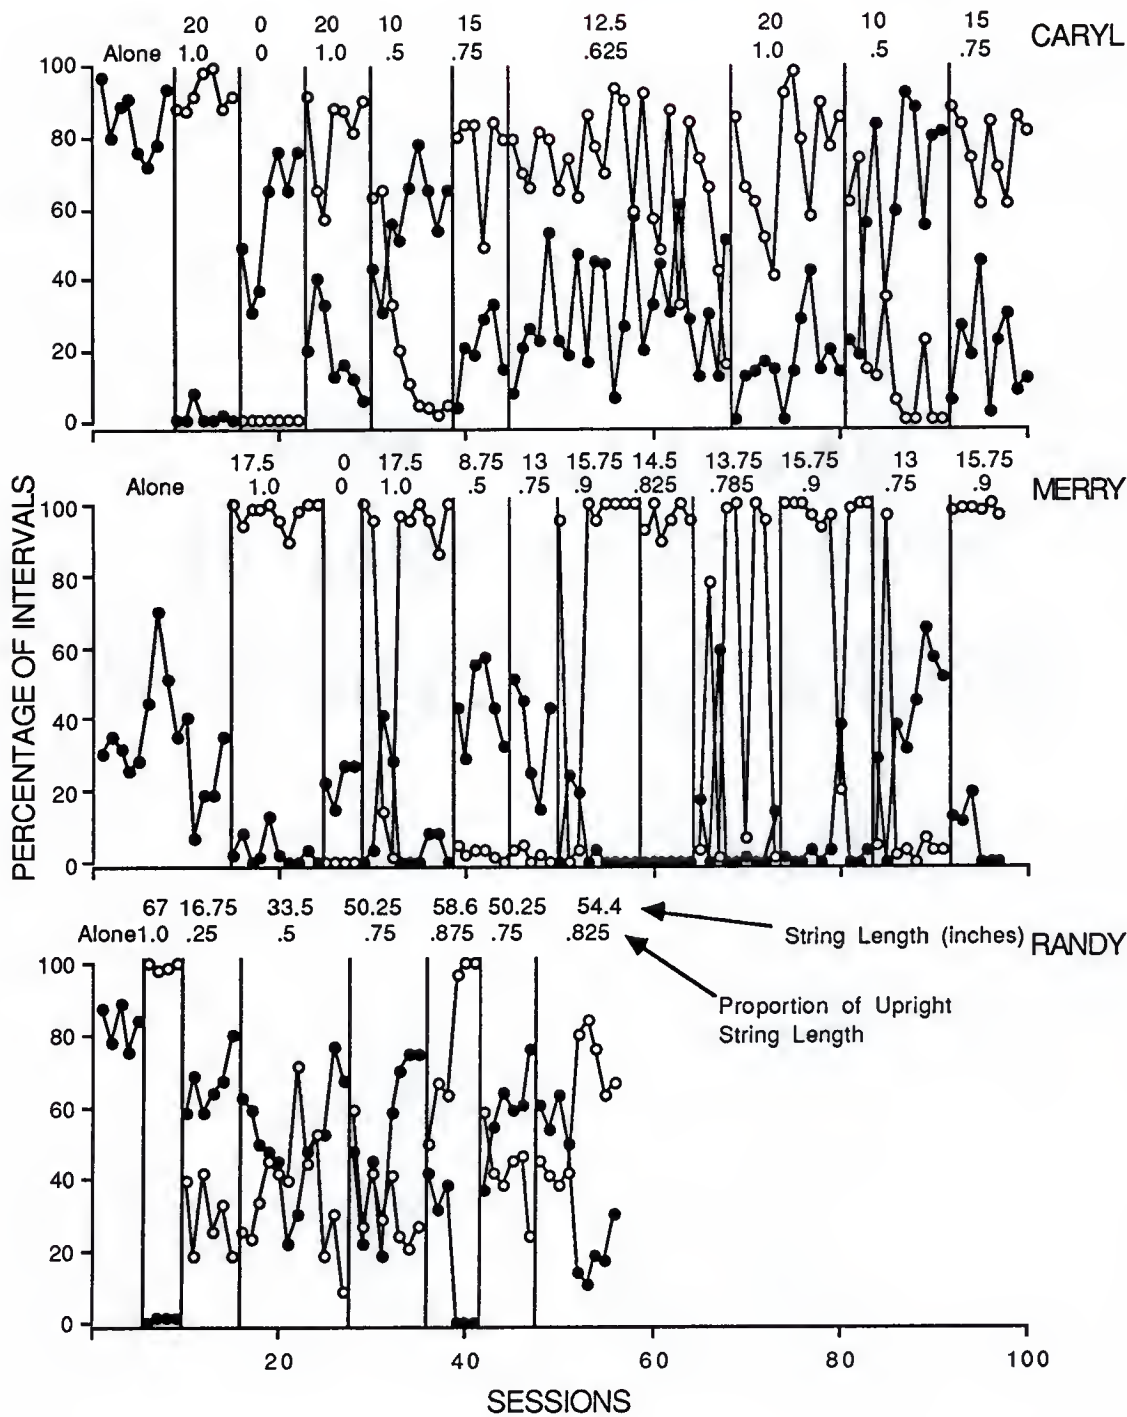 20 0 20 10 15 12.5 20 10 15
Alone 1.0 0 1.0 .5 .75 .625 1.0 .5 .75
CARYL
100
80
60
40
20
0
17.5 0 17.5 8.75 13 15.75 14.5 13.75 15.75 13 15.75
Alone 1.0 0 1.0 .5 .75 .9 .825 .785 .9 .75 .9
MERRY
100
80
60
40
20
0
PERCENTAGE OF INTERVALS
67 16.75 33.5 50.25 58.6 50.25 54.4
Alone 1.0 .25 .5 .75 .875 .75 .825
String Length (inches)
RANDY
Proportion of Upright
String Length
100
80
60
40
20
0
20 40 60 80 100
SESSIONS